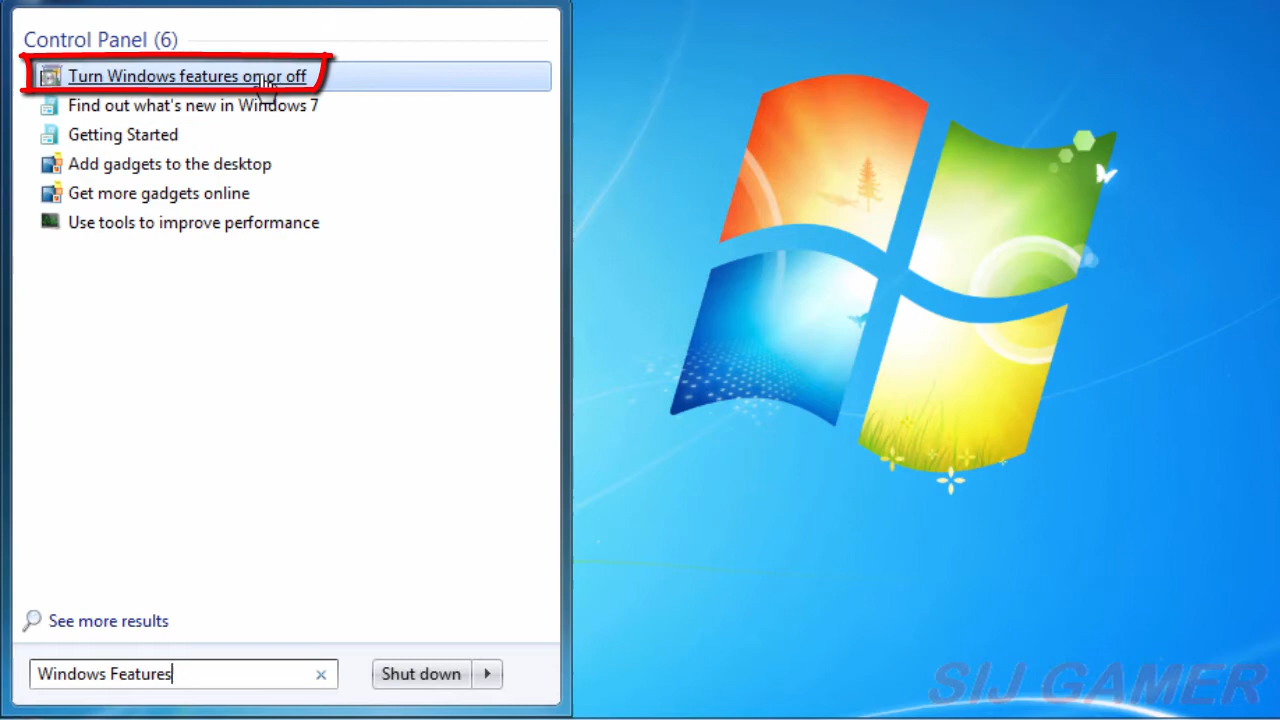 Control Panel (6)
Turn Windows features on or off
Find out what's new in Windows 7
Getting Started
Add gadgets to the desktop
Get more gadgets online
Use tools to improve performance
See more results
Windows Features
Shut down
SIJ GAMER